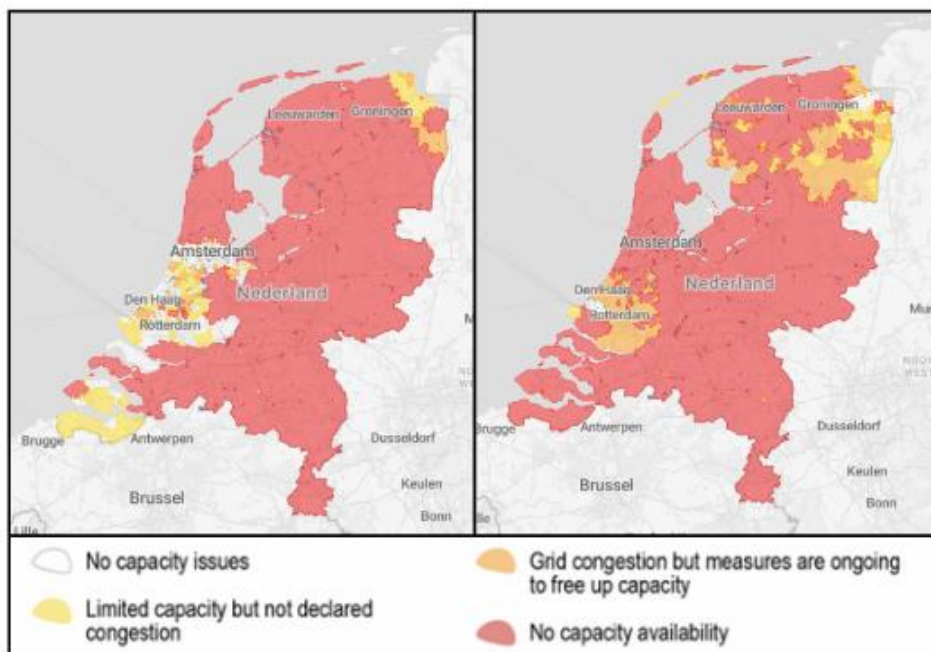 Leeuwarden
Groningen
Amsterdam
Den Haag
Nederland
Rotterdam
Brugge
Antwerpen
Dusseldorf
Brussel
Keulen
Bonn
Lille
Leeuwarden
Groningen
Amsterdam
Den Haag
Nederland
Rotterdam
Brugge
Antwerpen
Dusseldorf
Brussel
Keulen
Bonn
No capacity issues
Limited capacity but not declared
congestion
Grid congestion but measures are ongoing
to free up capacity
No capacity availability